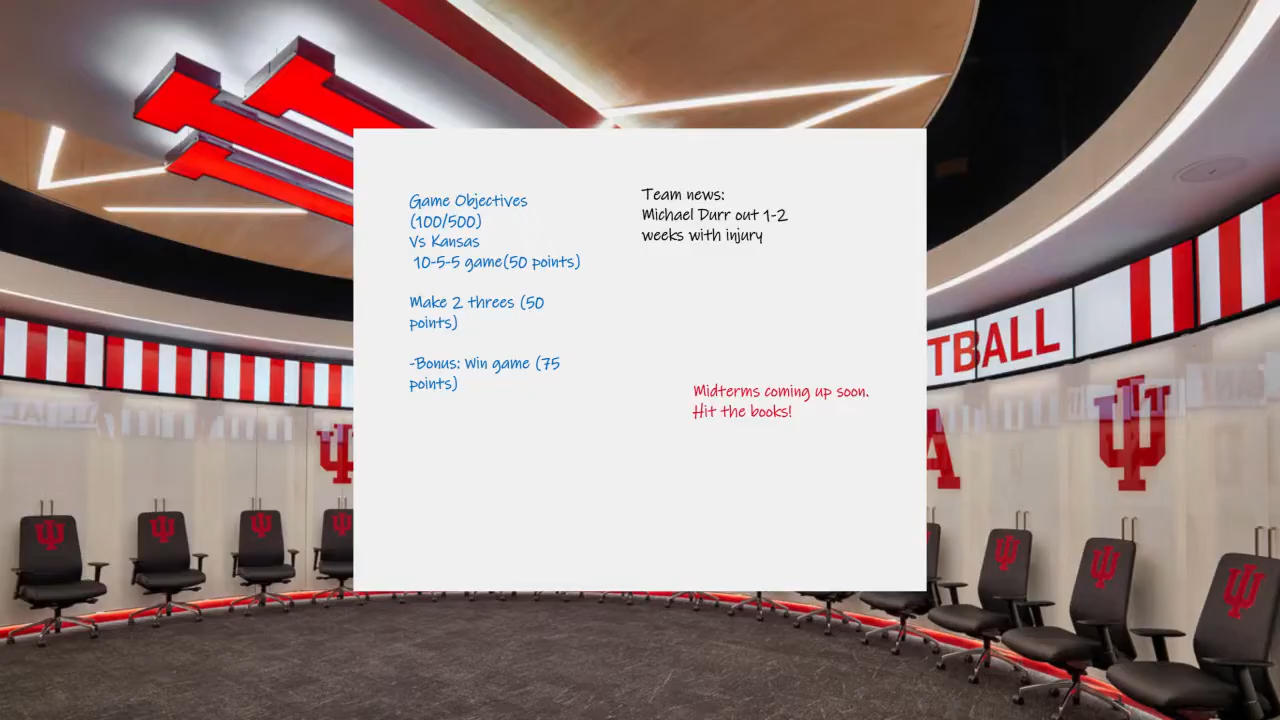 Game Objectives
(100/500)
Vs Kansas
10-5-5 game(50 points)
Make 2 threes (50
points)
-Bonus: Win game (75
points)
Team news:
Michael Durr out 1-2
weeks with injury
Midterms coming up soon.
Hit the books!
TBALL
A